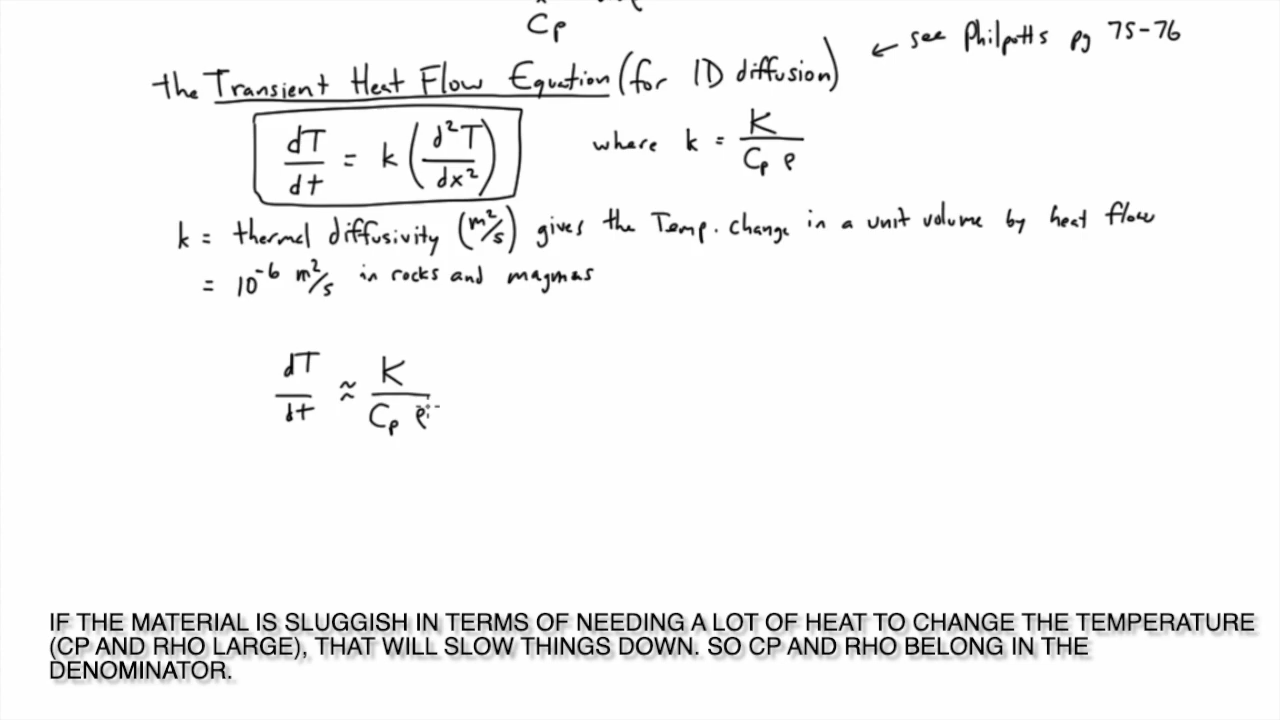 Cp
the Transient Heat Flow Equation (for 1D diffusion) ← see Philpotts pg 75-76
dT/dt = k (d²T/dx²) where k = K/(Cp ρ)
k = thermal diffusivity (m²/s) gives the Temp. change in a unit volume by heat flow
= 10⁻⁶ m²/s in rocks and magmas
dT/dt ≈ K/(Cp ρ)
IF THE MATERIAL IS SLUGGISH IN TERMS OF NEEDING A LOT OF HEAT TO CHANGE THE TEMPERATURE
(CP AND RHO LARGE), THAT WILL SLOW THINGS DOWN. SO CP AND RHO BELONG IN THE
DENOMINATOR.